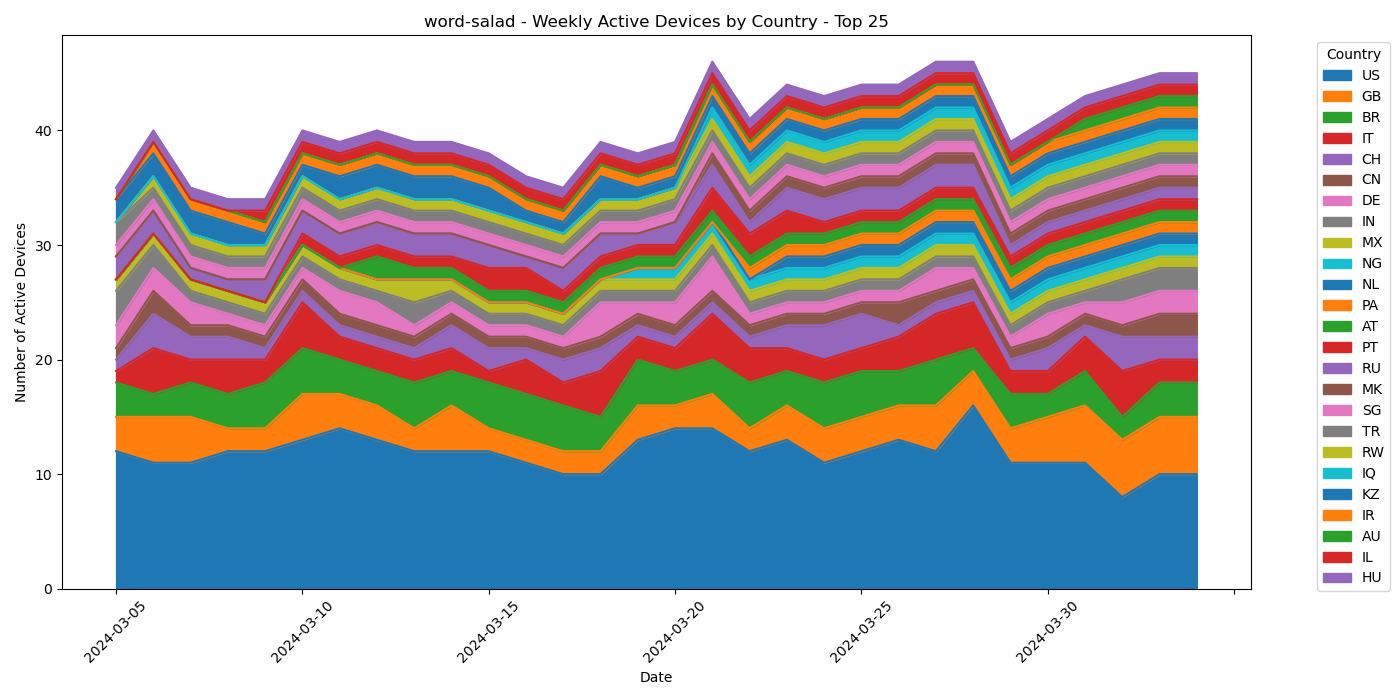 word-salad - Weekly Active Devices by Country - Top 25
Number of Active Devices
40
30
20
10
0
2024-03-05
2024-03-10
2024-03-15
2024-03-20
2024-03-25
2024-03-30
Date
Country
US
GB
BR
IT
CH
CN
DE
IN
MX
NG
NL
PA
AT
PT
RU
MK
SG
TR
RW
IQ
KZ
IR
AU
IL
HU